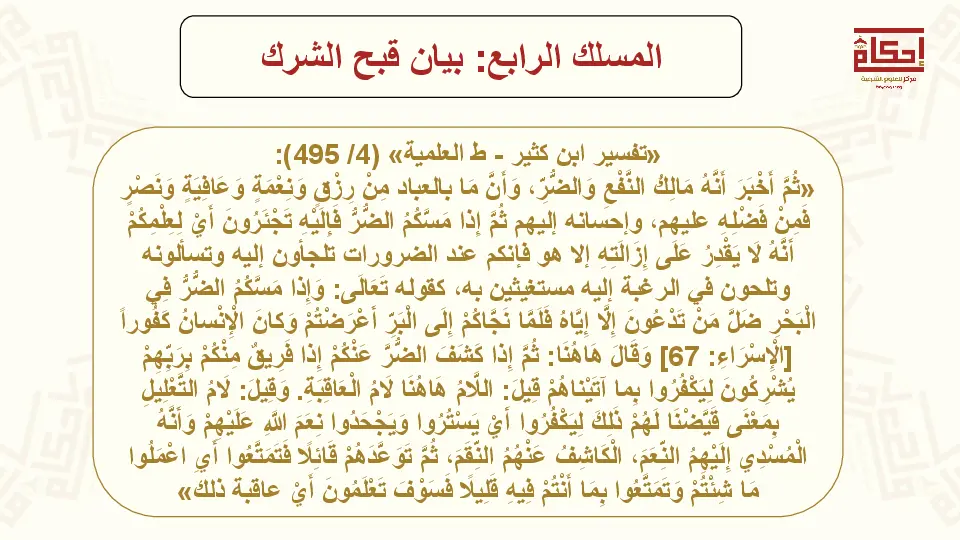 المسلك الرابع: بيان قبح الشرك
إحكام
مركز للعلوم الشرعية
«تفسير ابن كثير - ط العلمية» (4/ 495):
«ثُمَّ أَخْبَرَ أَنَّهُ مَالِكُ النَّفْعِ وَالضُّرِّ، وَأَنَّ مَا بالعباد مِنْ رِزْقٍ وَنِعْمَةٍ وَعَافِيَةٍ وَنَصْرٍ
فَمِنْ فَضْلِهِ عليهم، وإحسانه إليهم ثُمَّ إِذا مَسَّكُمُ الضُّرُّ فَإِلَيْهِ تَجْئَرُونَ أَيْ لِعِلْمِكُمْ
أَنَّهُ لَا يَقْدِرُ عَلَى إِزَالَتِهِ إلا هو فإنكم عند الضرورات تلجأون إليه وتسألونه
وتلحون في الرغبة إليه مستغيثين به، كقوله تَعَالَى: وَإِذا مَسَّكُمُ الضُّرُّ فِي
الْبَحْرِ ضَلَّ مَنْ تَدْعُونَ إِلَّا إِيَّاهُ فَلَمَّا نَجَّاكُمْ إِلَى الْبَرِّ أَعْرَضْتُمْ وَكانَ الْإِنْسانُ كَفُوراً
[الْإِسْرَاءِ: 67] وَقَالَ هَاهُنَا: ثُمَّ إِذا كَشَفَ الضُّرَّ عَنْكُمْ إِذا فَرِيقٌ مِنْكُمْ بِرَبِّهِمْ
يُشْرِكُونَ لِيَكْفُرُوا بِما آتَيْناهُمْ قِيلَ: اللَّامُ هَاهُنَا لَامُ الْعَاقِبَةِ. وَقِيلَ: لَامُ التَّعْلِيلِ
بِمَعْنَى قَيَّضْنَا لَهُمْ ذَلِكَ لِيَكْفُرُوا أَيْ يَسْتُرُوا وَيَجْحَدُوا نِعَمَ اللَّهِ عَلَيْهِمْ وَأَنَّهُ
الْمُسْدِي إِلَيْهِمُ النِّعَمَ، الْكَاشِفُ عَنْهُمُ النِّقَمَ، ثُمَّ تَوَعَّدَهُمْ قَائِلًا فَتَمَتَّعُوا أَيِ اعْمَلُوا
مَا شِئْتُمْ وَتَمَتَّعُوا بِمَا أَنْتُمْ فِيهِ قَلِيلًا فَسَوْفَ تَعْلَمُونَ أَيْ عاقبة ذلك»